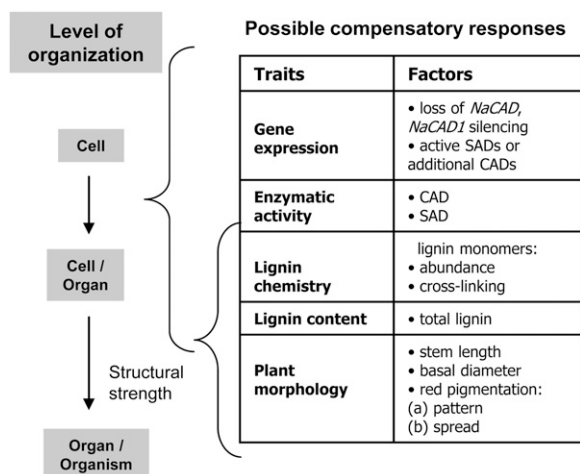 Level of
organization
Possible compensatory responses
Cell
Cell /
Organ
Structural
strength
Organ /
Organism
Traits
Factors
Gene
expression
• loss of NaCAD,
NaCAD1 silencing
• active SADs or
additional CADs
Enzymatic
activity
• CAD
• SAD
Lignin
chemistry
lignin monomers:
• abundance
• cross-linking
Lignin content
• total lignin
Plant
morphology
• stem length
• basal diameter
• red pigmentation:
(a) pattern
(b) spread